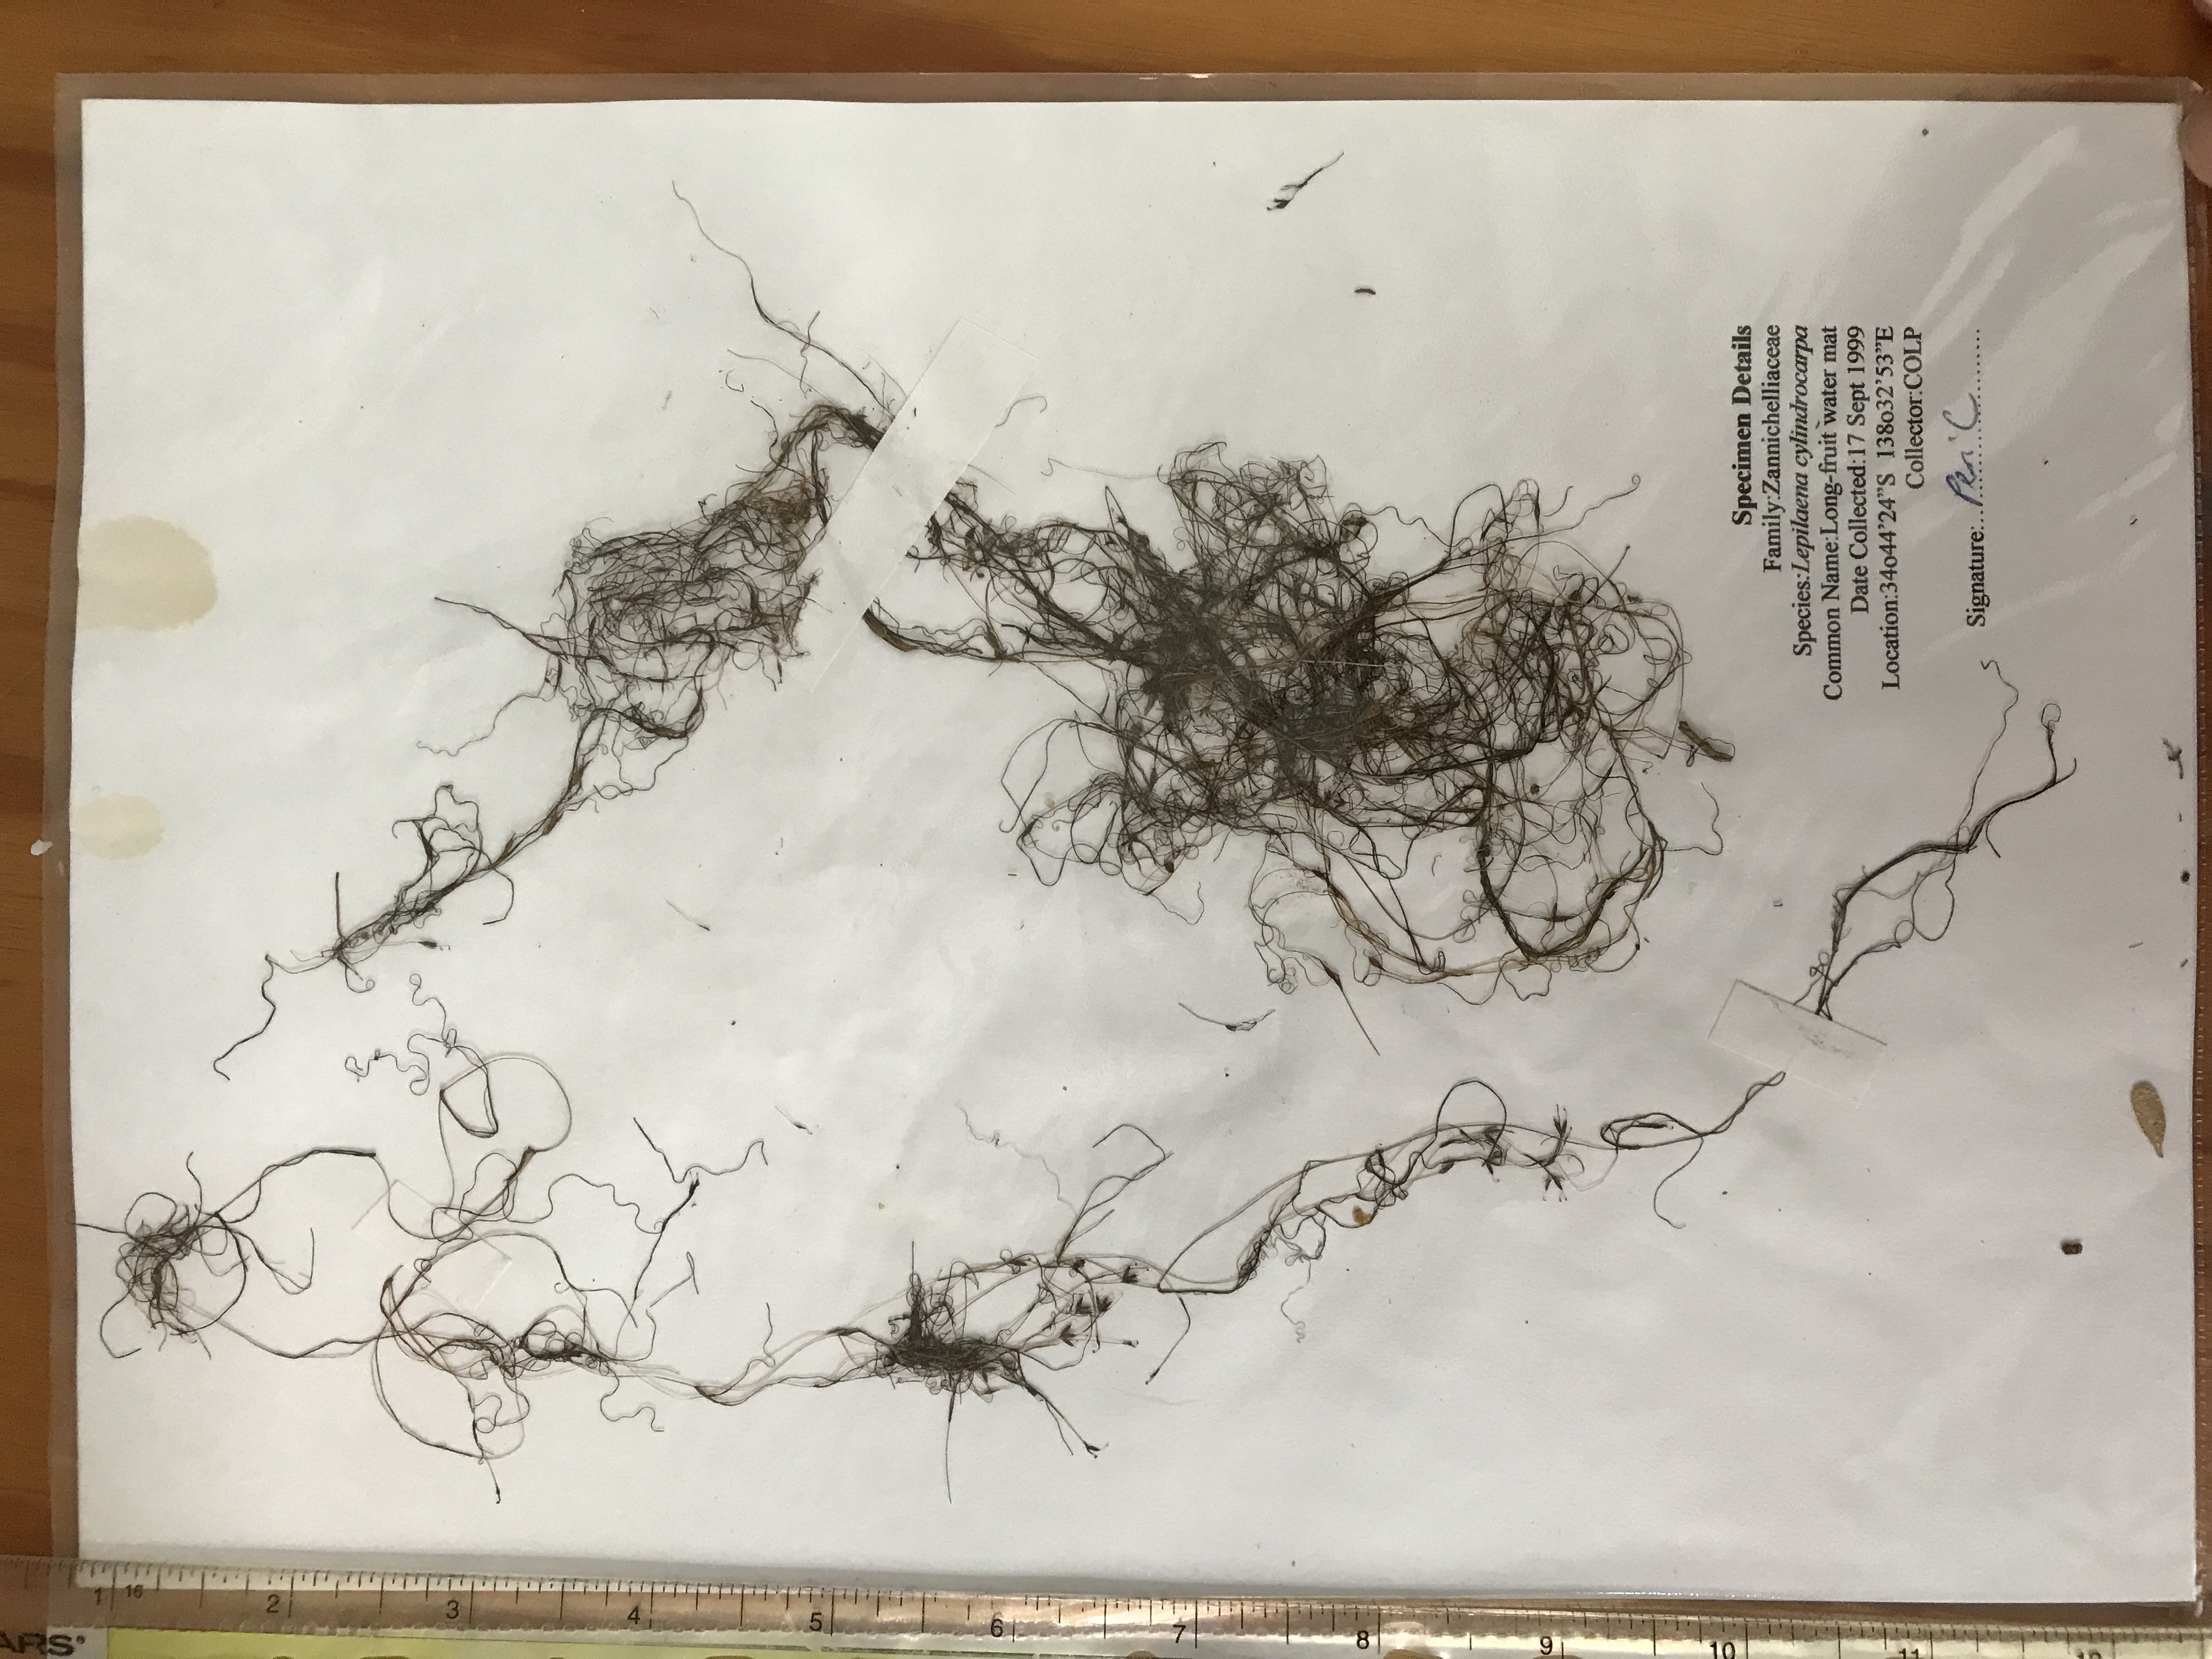 ARS'
1
16
2
3
4
5
6
7
8
9
10
11
Specimen Details
Family:Zannichelliaceae
Species:Lepilaena cylindrocarpa
Common Name:Long-fruit water mat
Date Collected:17 Sept 1999
Location:34o44'24"S 138o32'53"E
Collector:COLP
Signature:..Peri C..........